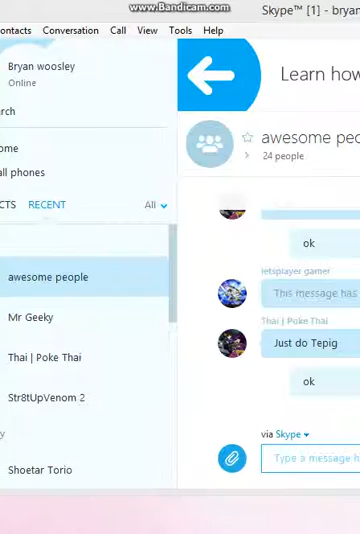 www.Bandicam.com
Skype™ [1] - bryan
ontacts Conversation Call View Tools Help
Bryan woosley
Online
rch
ome
all phones
CTS RECENT All
awesome people
Mr Geeky
Thai | Poke Thai
Str8tUpVenom 2
y
Shoetar Torio
Learn how
awesome peo
24 people
ok
letsplayer gamer
This message has
Thai | Poke Thai
Just do Tepig
ok
via Skype
Type a message h